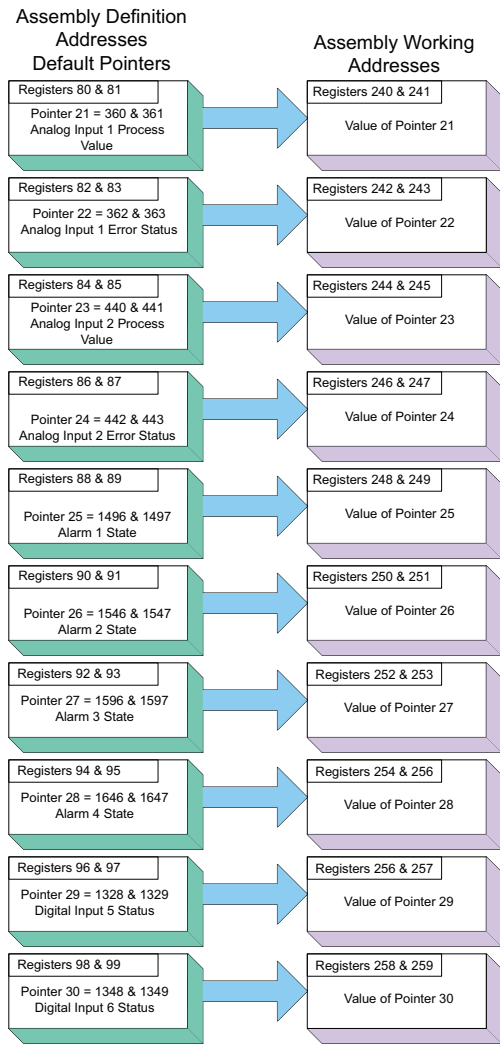 Assembly Definition
Addresses
Default Pointers
Assembly Working
Addresses
Registers 80 & 81
Pointer 21 = 360 & 361
Analog Input 1 Process
Value
Registers 240 & 241
Value of Pointer 21
Registers 82 & 83
Pointer 22 = 362 & 363
Analog Input 1 Error Status
Registers 242 & 243
Value of Pointer 22
Registers 84 & 85
Pointer 23 = 440 & 441
Analog Input 2 Process
Value
Registers 244 & 245
Value of Pointer 23
Registers 86 & 87
Pointer 24 = 442 & 443
Analog Input 2 Error Status
Registers 246 & 247
Value of Pointer 24
Registers 88 & 89
Pointer 25 = 1496 & 1497
Alarm 1 State
Registers 248 & 249
Value of Pointer 25
Registers 90 & 91
Pointer 26 = 1546 & 1547
Alarm 2 State
Registers 250 & 251
Value of Pointer 26
Registers 92 & 93
Pointer 27 = 1596 & 1597
Alarm 3 State
Registers 252 & 253
Value of Pointer 27
Registers 94 & 95
Pointer 28 = 1646 & 1647
Alarm 4 State
Registers 254 & 256
Value of Pointer 28
Registers 96 & 97
Pointer 29 = 1328 & 1329
Digital Input 5 Status
Registers 256 & 257
Value of Pointer 29
Registers 98 & 99
Pointer 30 = 1348 & 1349
Digital Input 6 Status
Registers 258 & 259
Value of Pointer 30